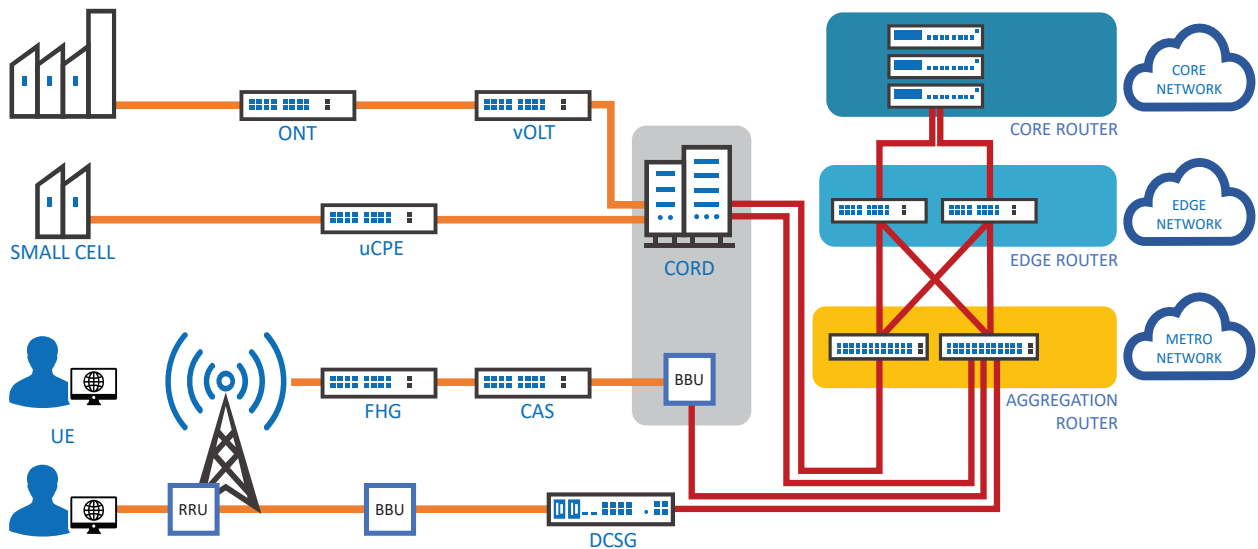 ONT
vOLT
SMALL CELL
uCPE
CORD
UE
FHG
CAS
BBU
RRU
BBU
DCSG
CORE ROUTER
CORE
NETWORK
EDGE ROUTER
EDGE
NETWORK
AGGREGATION
ROUTER
METRO
NETWORK